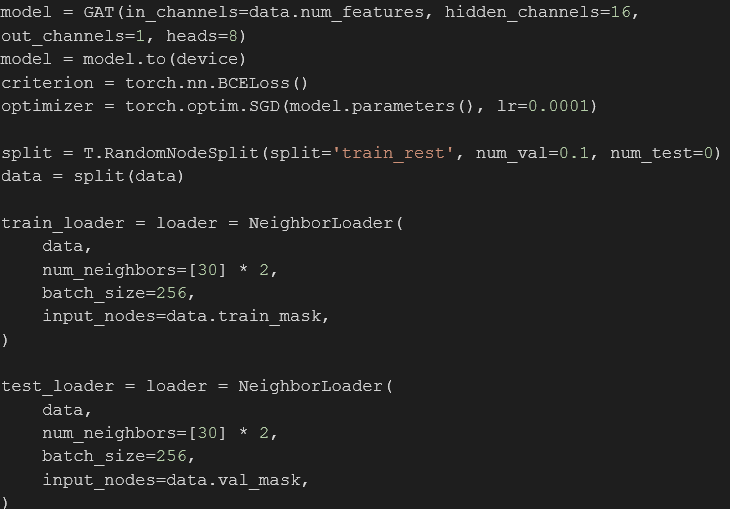 model = GAT(in_channels=data.num_features, hidden_channels=16,
out_channels=1, heads=8)
model = model.to(device)
criterion = torch.nn.BCELoss()
optimizer = torch.optim.SGD(model.parameters(), lr=0.0001)

split = T.RandomNodeSplit(split='train_rest', num_val=0.1, num_test=0)
data = split(data)

train_loader = loader = NeighborLoader(
    data,
    num_neighbors=[30] * 2,
    batch_size=256,
    input_nodes=data.train_mask,
)

test_loader = loader = NeighborLoader(
    data,
    num_neighbors=[30] * 2,
    batch_size=256,
    input_nodes=data.val_mask,
)